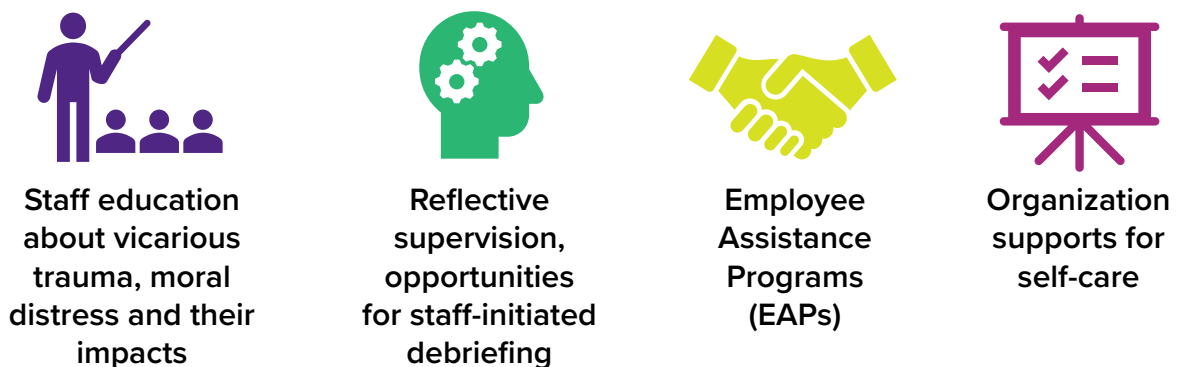 Staff education
about vicarious
trauma, moral
distress and their
impacts
Reflective
supervision,
opportunities
for staff-initiated
debriefing
Employee
Assistance
Programs
(EAPs)
Organization
supports for
self-care